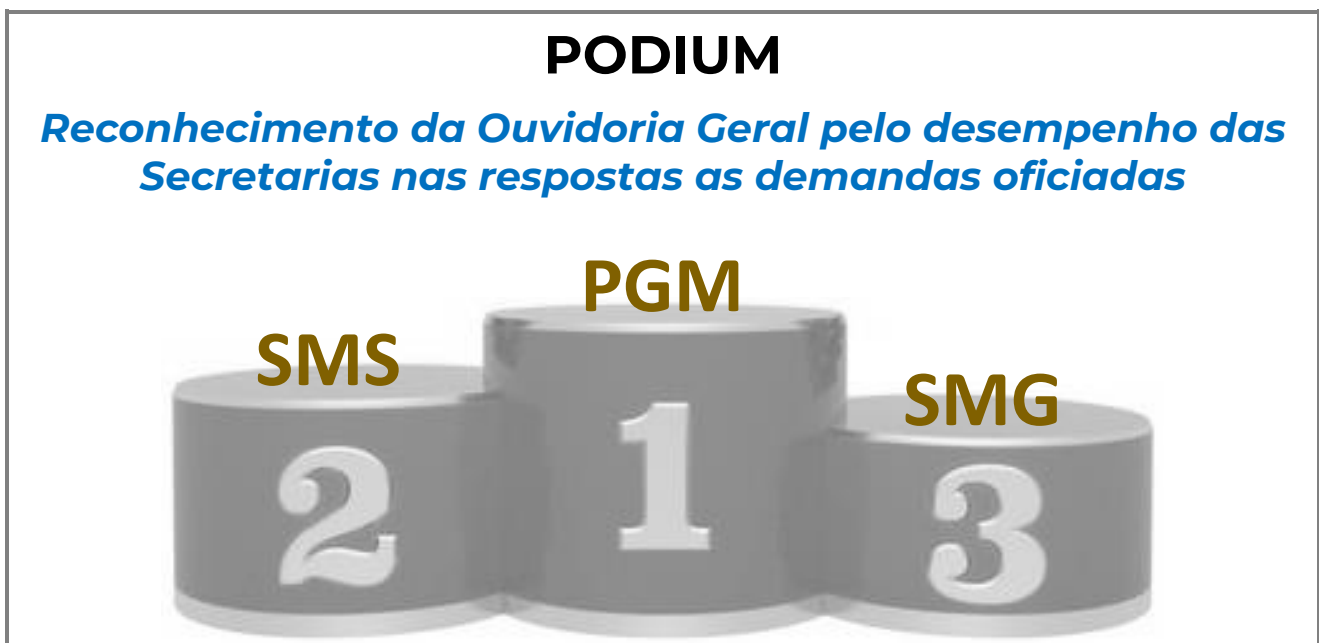 PODIUM
Reconhecimento da Ouvidoria Geral pelo desempenho das
Secretarias nas respostas as demandas oficiadas
PGM
SMS
SMG
1
2
3